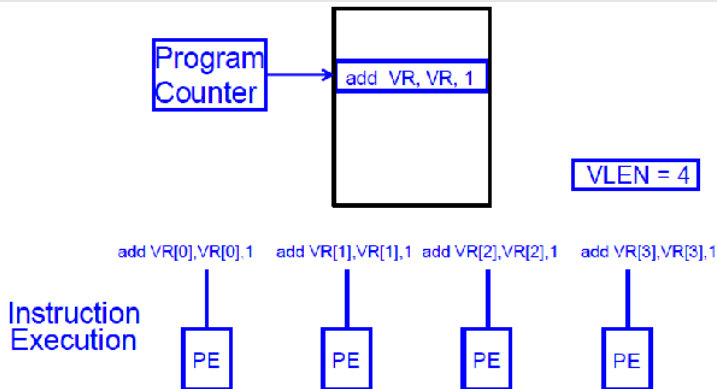 Program
Counter
add VR, VR, 1
VLEN = 4
add VR[0],VR[0],1
add VR[1],VR[1],1
add VR[2],VR[2],1
add VR[3],VR[3],1
Instruction
Execution
PE
PE
PE
PE